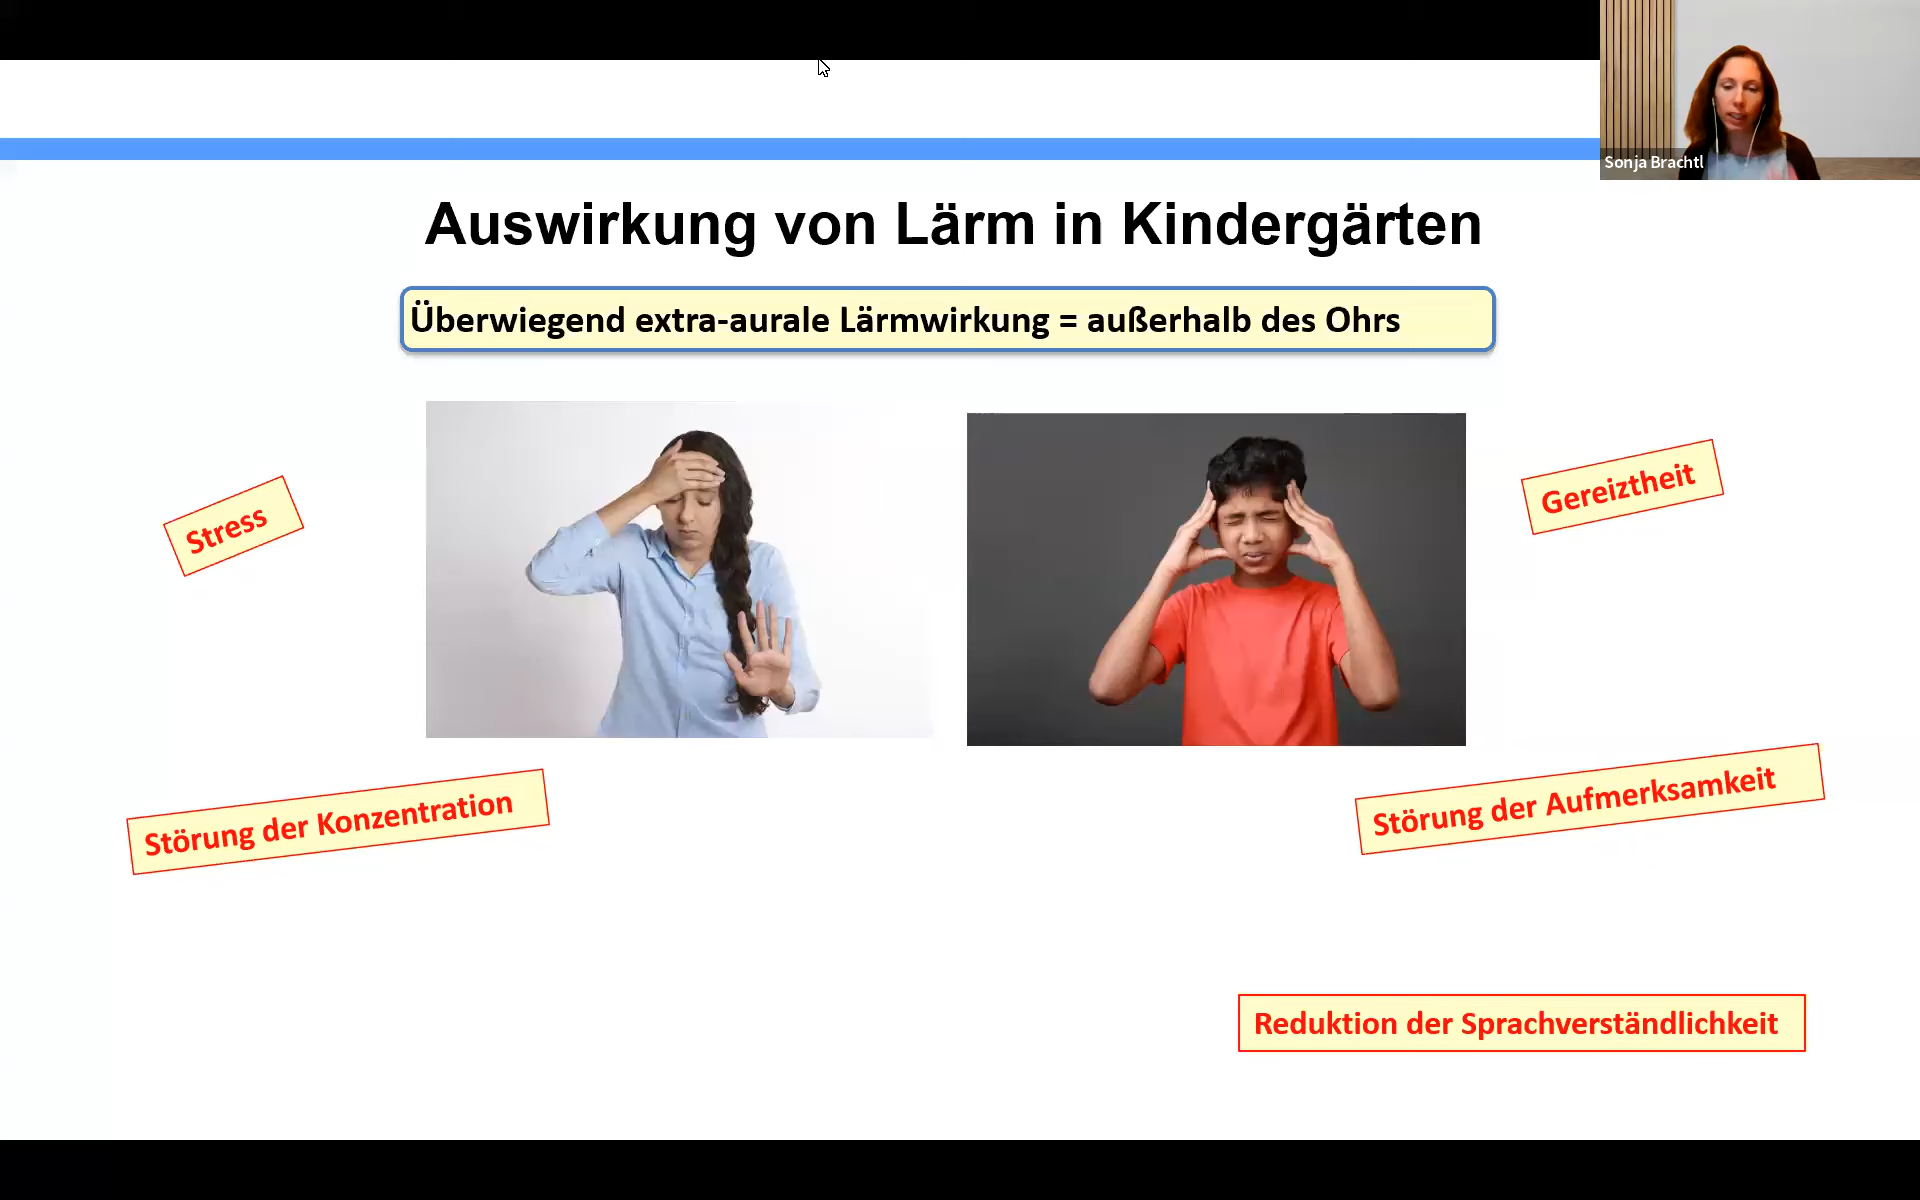 Sonja Brachtl
Auswirkung von Lärm in Kindergärten
Überwiegend extra-aurale Lärmwirkung = außerhalb des Ohrs
Stress
Gereiztheit
Störung der Konzentration
Störung der Aufmerksamkeit
Reduktion der Sprachverständlichkeit